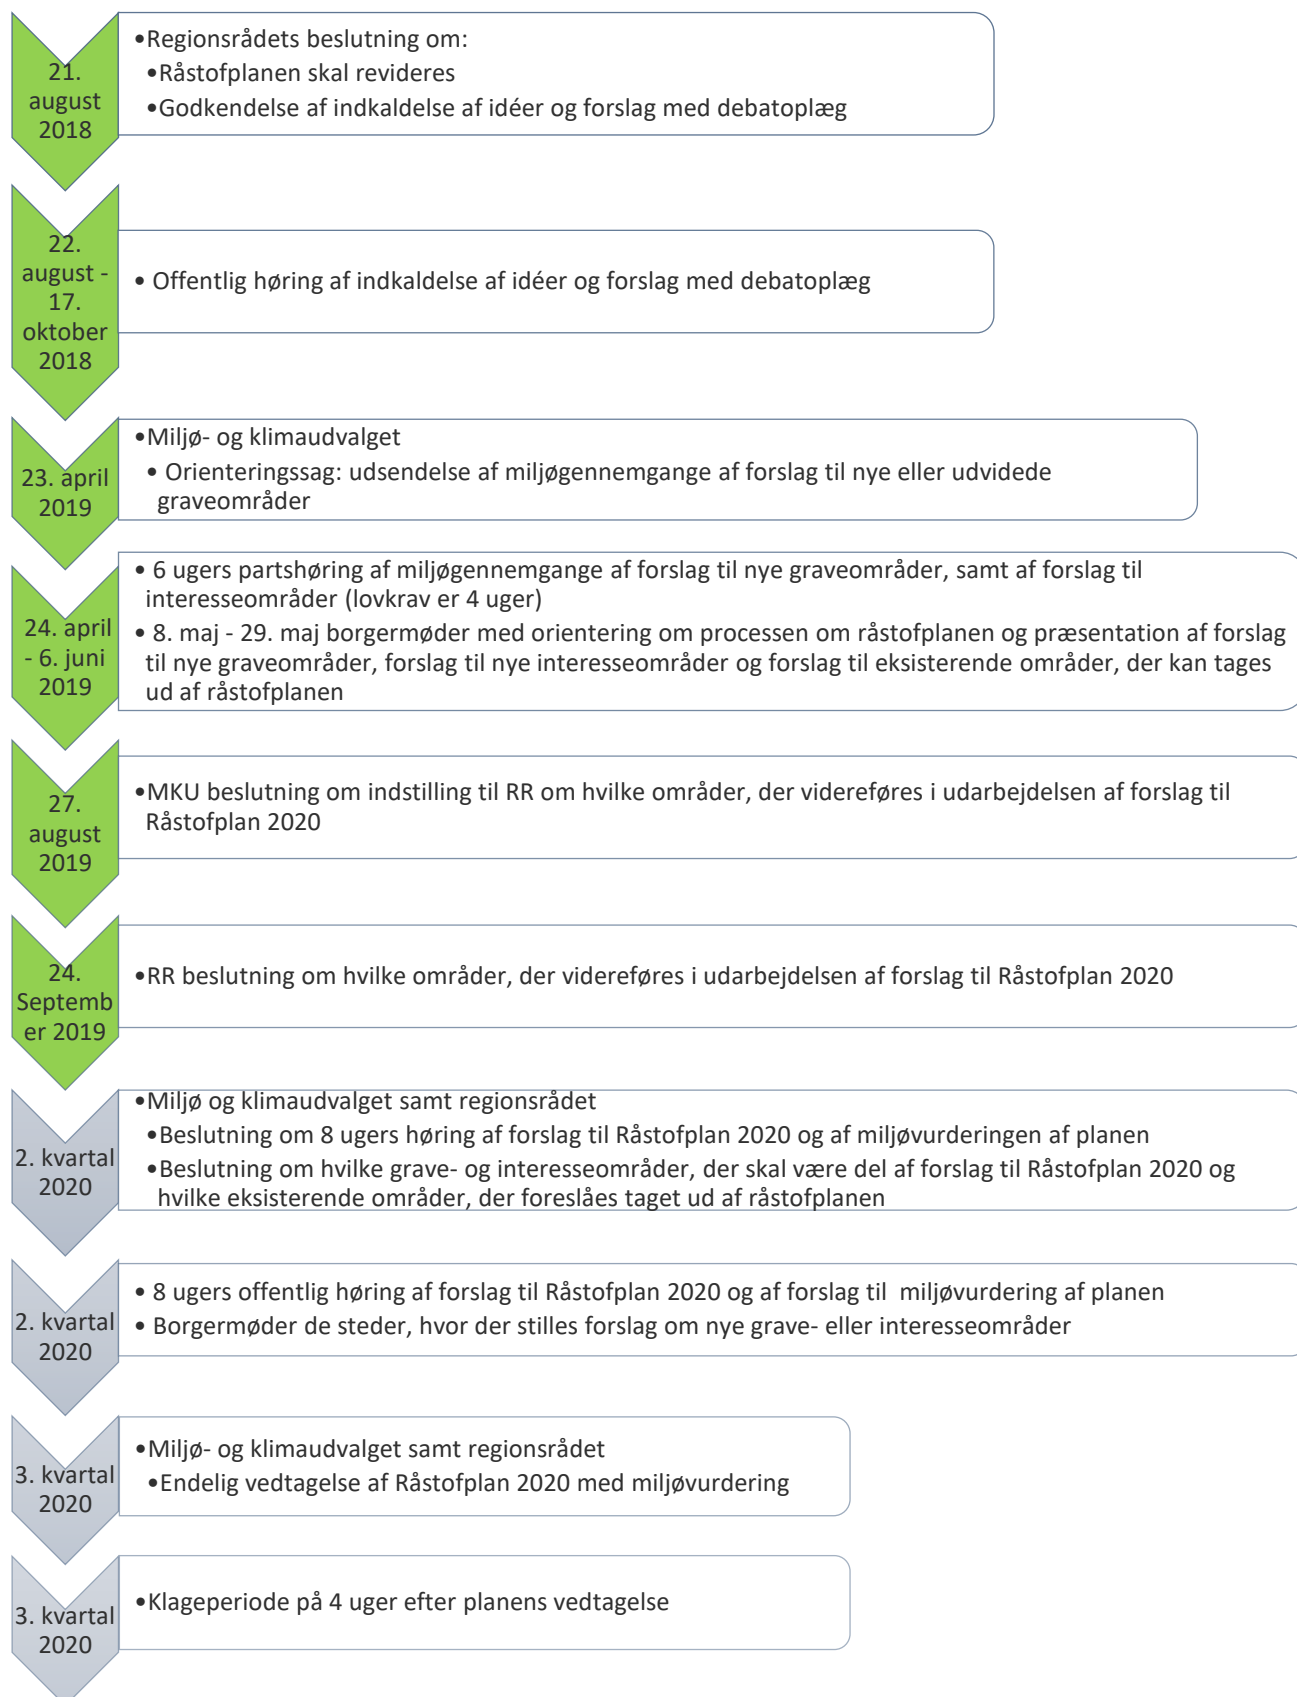 21.
august
2018
•Regionsrådets beslutning om:
•Råstofplanen skal revideres
•Godkendelse af indkaldelse af idéer og forslag med debatoplæg
22.
august -
17.
oktober
2018
• Offentlig høring af indkaldelse af idéer og forslag med debatoplæg
23. april
2019
•Miljø- og klimaudvalget
• Orienteringssag: udsendelse af miljøgennemgange af forslag til nye eller udvidede
graveområder
24. april
- 6. juni
2019
• 6 ugers partshøring af miljøgennemgange af forslag til nye graveområder, samt af forslag til
interesseområder (lovkrav er 4 uger)
• 8. maj - 29. maj borgermøder med orientering om processen om råstofplanen og præsentation af forslag
til nye graveområder, forslag til nye interesseområder og forslag til eksisterende områder, der kan tages
ud af råstofplanen
27.
august
2019
•MKU beslutning om indstilling til RR om hvilke områder, der videreføres i udarbejdelsen af forslag til
Råstofplan 2020
24.
Septemb
er 2019
•RR beslutning om hvilke områder, der videreføres i udarbejdelsen af forslag til Råstofplan 2020
2. kvartal
2020
•Miljø og klimaudvalget samt regionsrådet
•Beslutning om 8 ugers høring af forslag til Råstofplan 2020 og af miljøvurderingen af planen
•Beslutning om hvilke grave- og interesseområder, der skal være del af forslag til Råstofplan 2020 og
hvilke eksisterende områder, der foreslåes taget ud af råstofplanen
2. kvartal
2020
• 8 ugers offentlig høring af forslag til Råstofplan 2020 og af forslag til  miljøvurdering af planen
• Borgermøder de steder, hvor der stilles forslag om nye grave- eller interesseområder
3. kvartal
2020
•Miljø- og klimaudvalget samt regionsrådet
•Endelig vedtagelse af Råstofplan 2020 med miljøvurdering
3. kvartal
2020
•Klageperiode på 4 uger efter planens vedtagelse